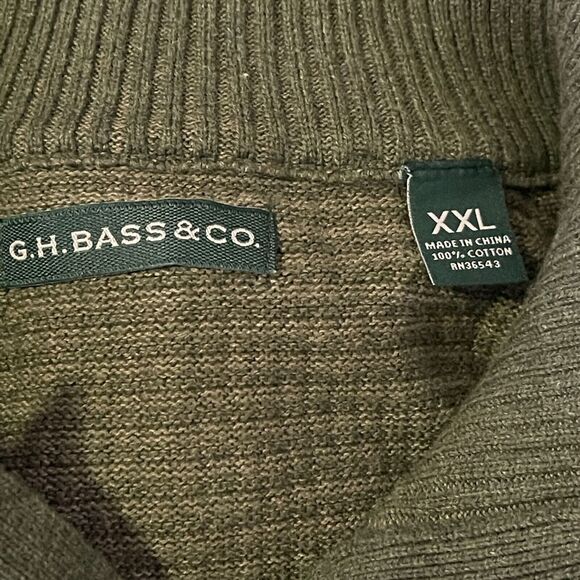 G.H.BASS&CO.
XXL
MADE IN CHINA
100% COTTON
RN36543